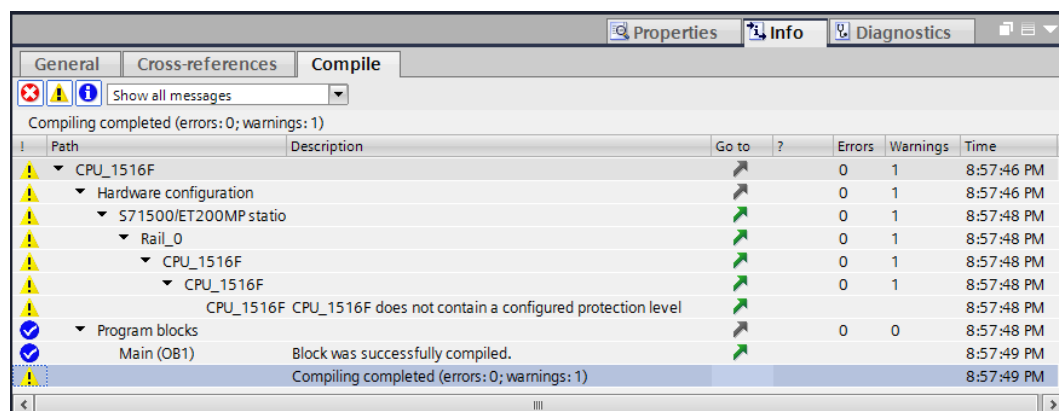 Properties Info Diagnostics
General Cross-references Compile
Show all messages
Compiling completed (errors: 0; warnings: 1)
! Path Description Go to ? Errors Warnings Time
CPU_1516F 0 1 8:57:46 PM
Hardware configuration 0 1 8:57:46 PM
S71500/ET200MP statio 0 1 8:57:48 PM
Rail_0 0 1 8:57:48 PM
CPU_1516F 0 1 8:57:48 PM
CPU_1516F 0 1 8:57:48 PM
CPU_1516F CPU_1516F does not contain a configured protection level 8:57:48 PM
Program blocks 0 0 8:57:48 PM
Main (OB1) Block was successfully compiled. 8:57:49 PM
Compiling completed (errors: 0; warnings: 1) 8:57:49 PM